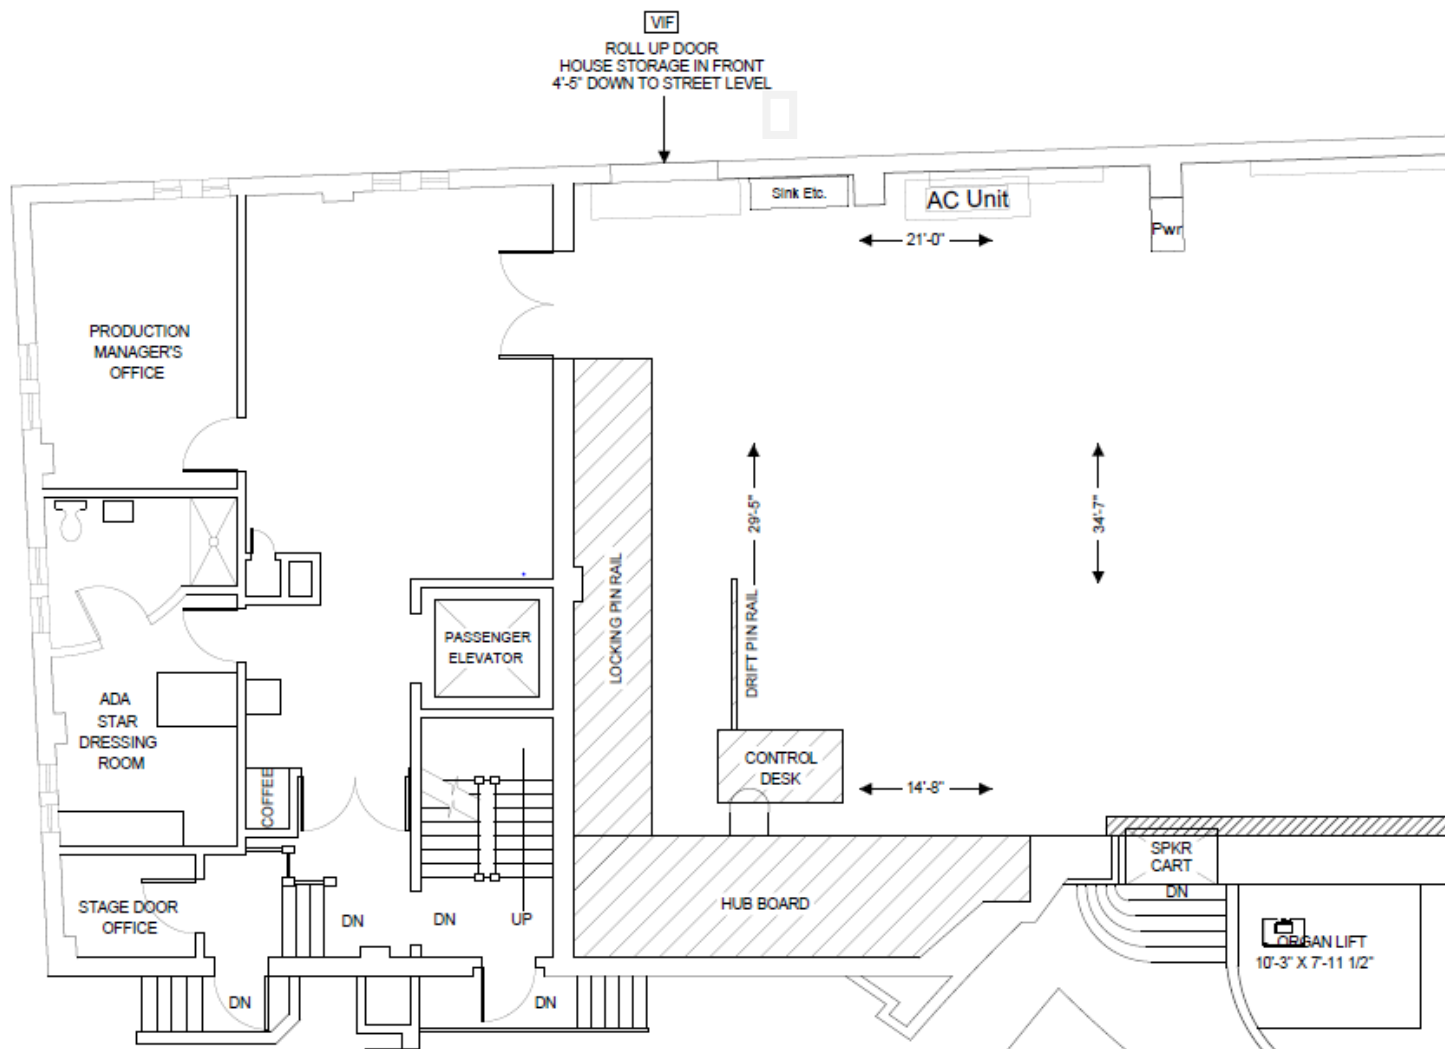 VIF
ROLL UP DOOR
HOUSE STORAGE IN FRONT
4'-5" DOWN TO STREET LEVEL
Sink Etc.
AC Unit
21'-0"
Pwr
PRODUCTION
MANAGER'S
OFFICE
29'-5"
34'-7"
LOCKING PIN RAIL
DRIFT PIN RAIL
PASSENGER
ELEVATOR
ADA
STAR
DRESSING
ROOM
COFFEE
CONTROL
DESK
14'-8"
SPKR
CART
DN
STAGE DOOR
OFFICE
DN
DN
UP
HUB BOARD
ORGAN LIFT
10'-3" X 7'-11 1/2"
DN
DN